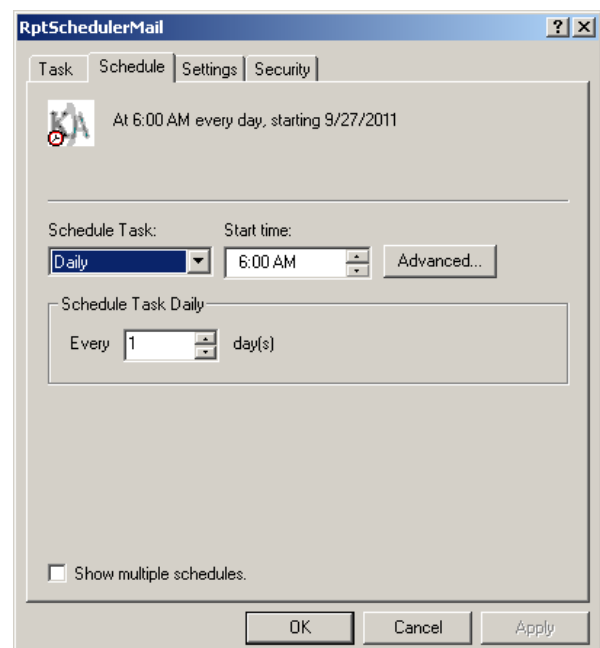 RptSchedulerMail
Task Schedule Settings Security
KA At 6:00 AM every day, starting 9/27/2011
Schedule Task: Start time:
Daily 6:00 AM Advanced...
Schedule Task Daily
Every 1 day(s)
Show multiple schedules.
OK Cancel Apply